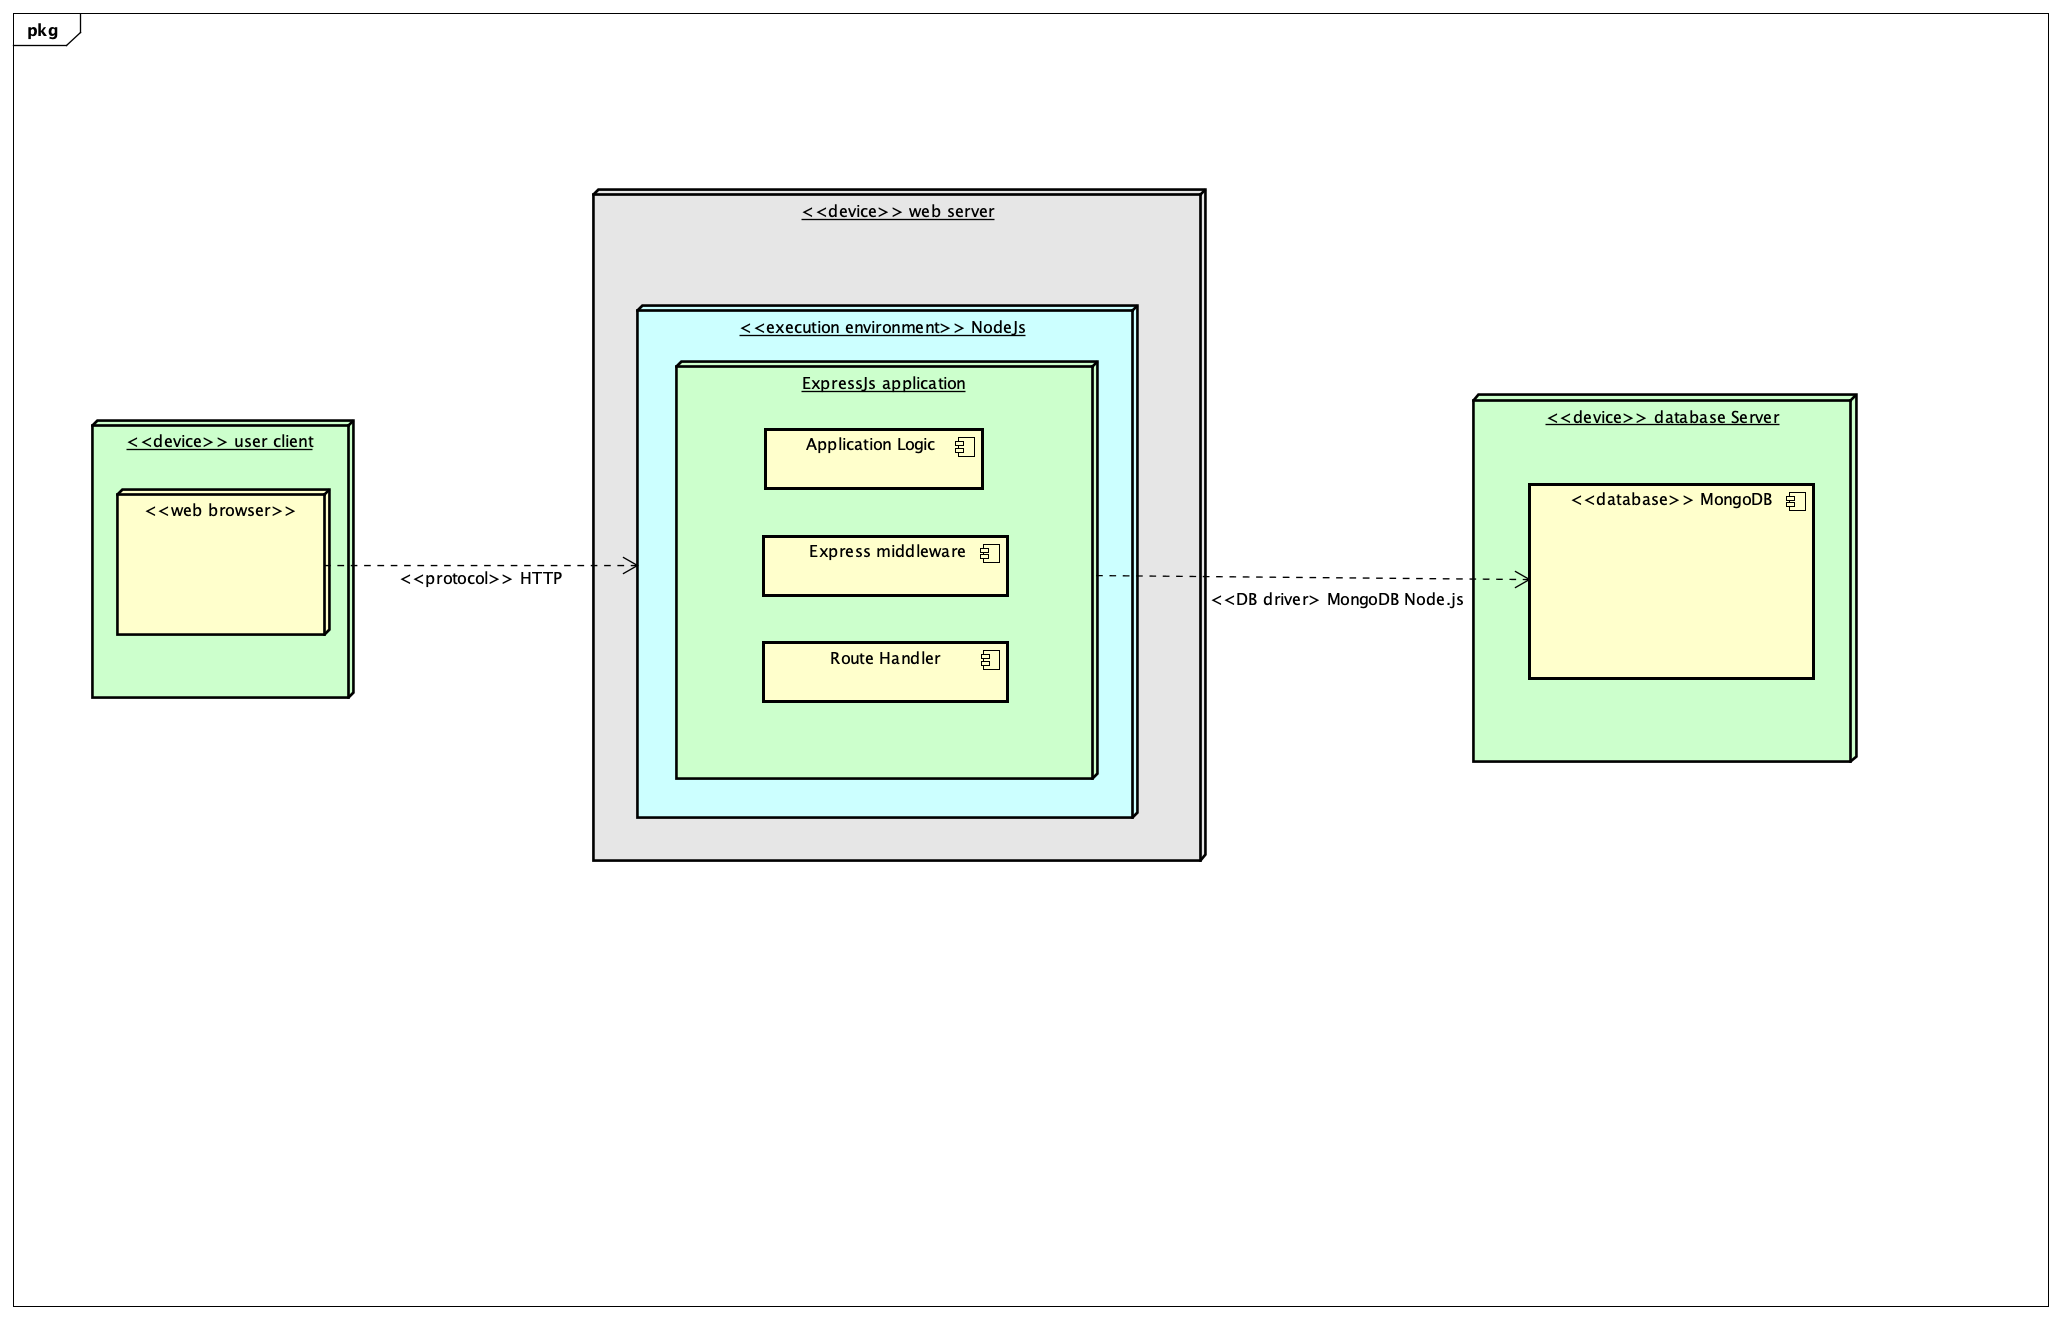 pkg
<<device>> web server
<<execution environment>> NodeJs
ExpressJs application
Application Logic
Express middleware
Route Handler
<<device>> user client
<<web browser>>
<<protocol>> HTTP
<<DB driver> MongoDB Node.js
<<device>> database Server
<<database>> MongoDB